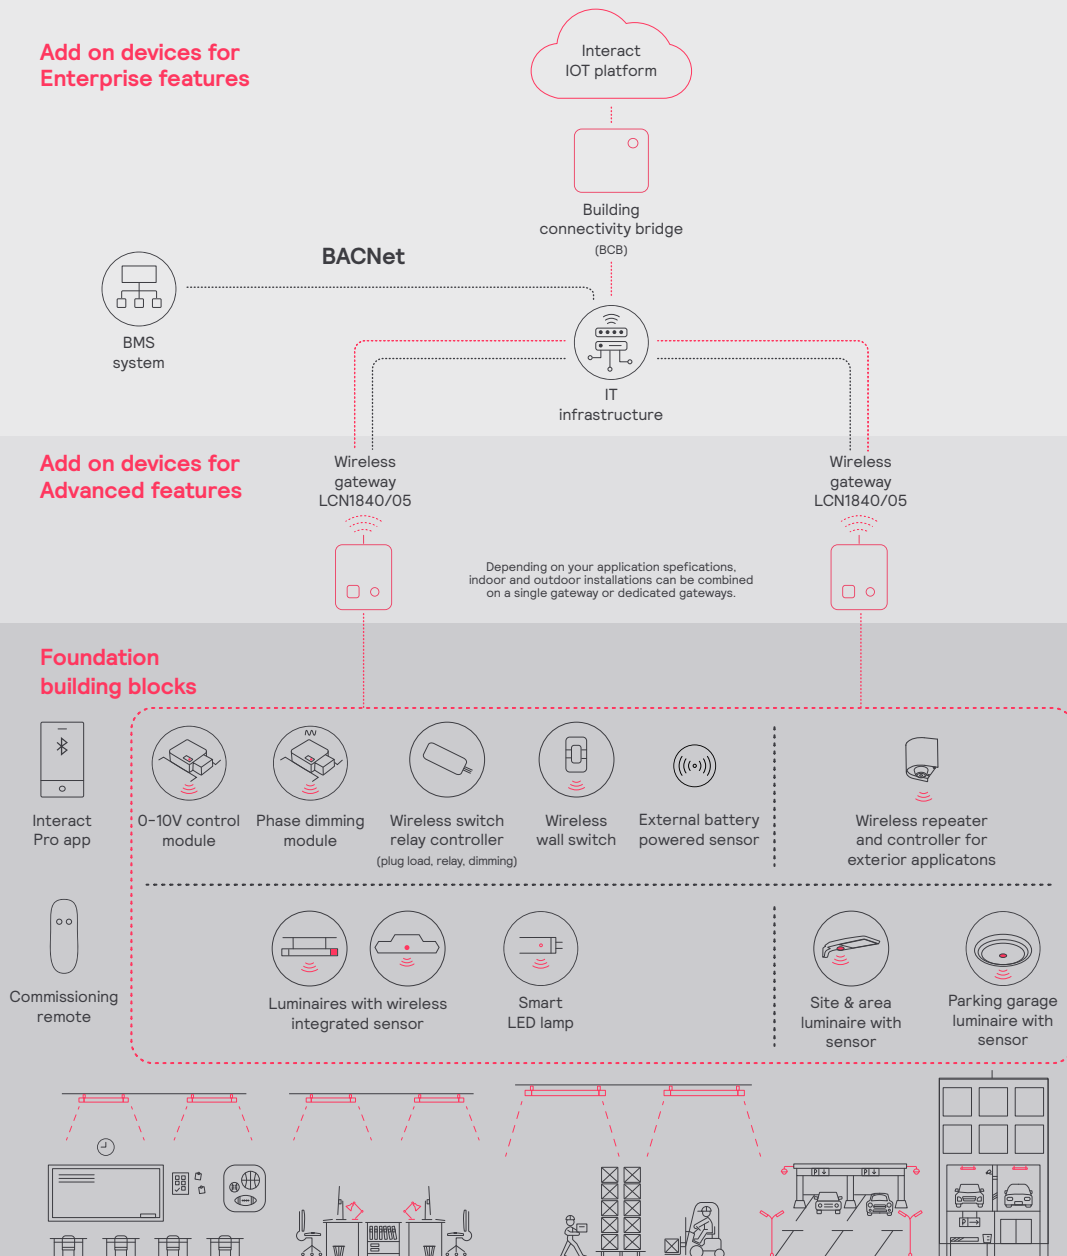 Add on devices for
Enterprise features
Interact
IOT platform
Building
connectivity bridge
(BCB)
BACNet
BMS
system
IT
infrastructure
Add on devices for
Advanced features
Wireless
gateway
LCN1840/05
Wireless
gateway
LCN1840/05
Depending on your application spefications,
indoor and outdoor installations can be combined
on a single gateway or dedicated gateways.
Foundation
building blocks
Interact
Pro app
0-10V control
module
Phase dimming
module
Wireless switch
relay controller
(plug load, relay, dimming)
Wireless
wall switch
External battery
powered sensor
Wireless repeater
and controller for
exterior applicatons
Commissioning
remote
Luminaires with wireless
integrated sensor
Smart
LED lamp
Site & area
luminaire with
sensor
Parking garage
luminaire with
sensor
P ↓
P ↓
P →